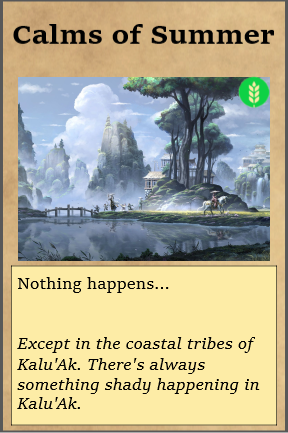 Calms of Summer
Nothing happens...
Except in the coastal tribes of
Kalu'Ak. There's always
something shady happening in
Kalu'Ak.